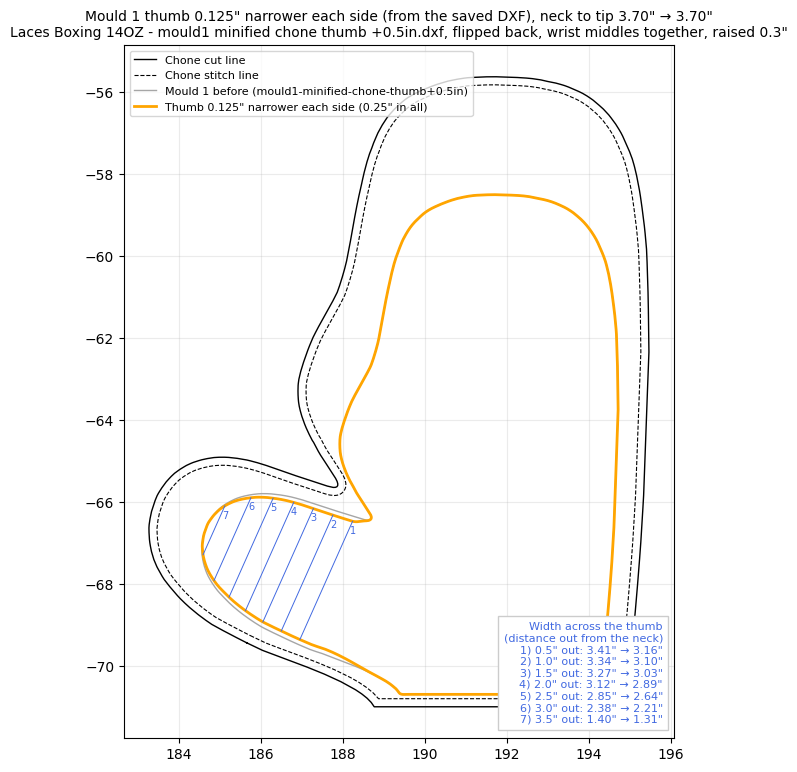 Mould 1 thumb 0.125" narrower each side (from the saved DXF), neck to tip 3.70" → 3.70"
Laces Boxing 14OZ - mould1 minified chone thumb +0.5in.dxf, flipped back, wrist middles together, raised 0.3"
Chone cut line
Chone stitch line
Mould 1 before (mould1-minified-chone-thumb+0.5in)
Thumb 0.125" narrower each side (0.25" in all)
−56
−58
−60
−62
−64
−66
−68
−70
7
6
5
4
3
2
1
Width across the thumb
(distance out from the neck)
1) 0.5" out: 3.41" → 3.16"
2) 1.0" out: 3.34" → 3.10"
3) 1.5" out: 3.27" → 3.03"
4) 2.0" out: 3.12" → 2.89"
5) 2.5" out: 2.85" → 2.64"
6) 3.0" out: 2.38" → 2.21"
7) 3.5" out: 1.40" → 1.31"
184 186 188 190 192 194 196